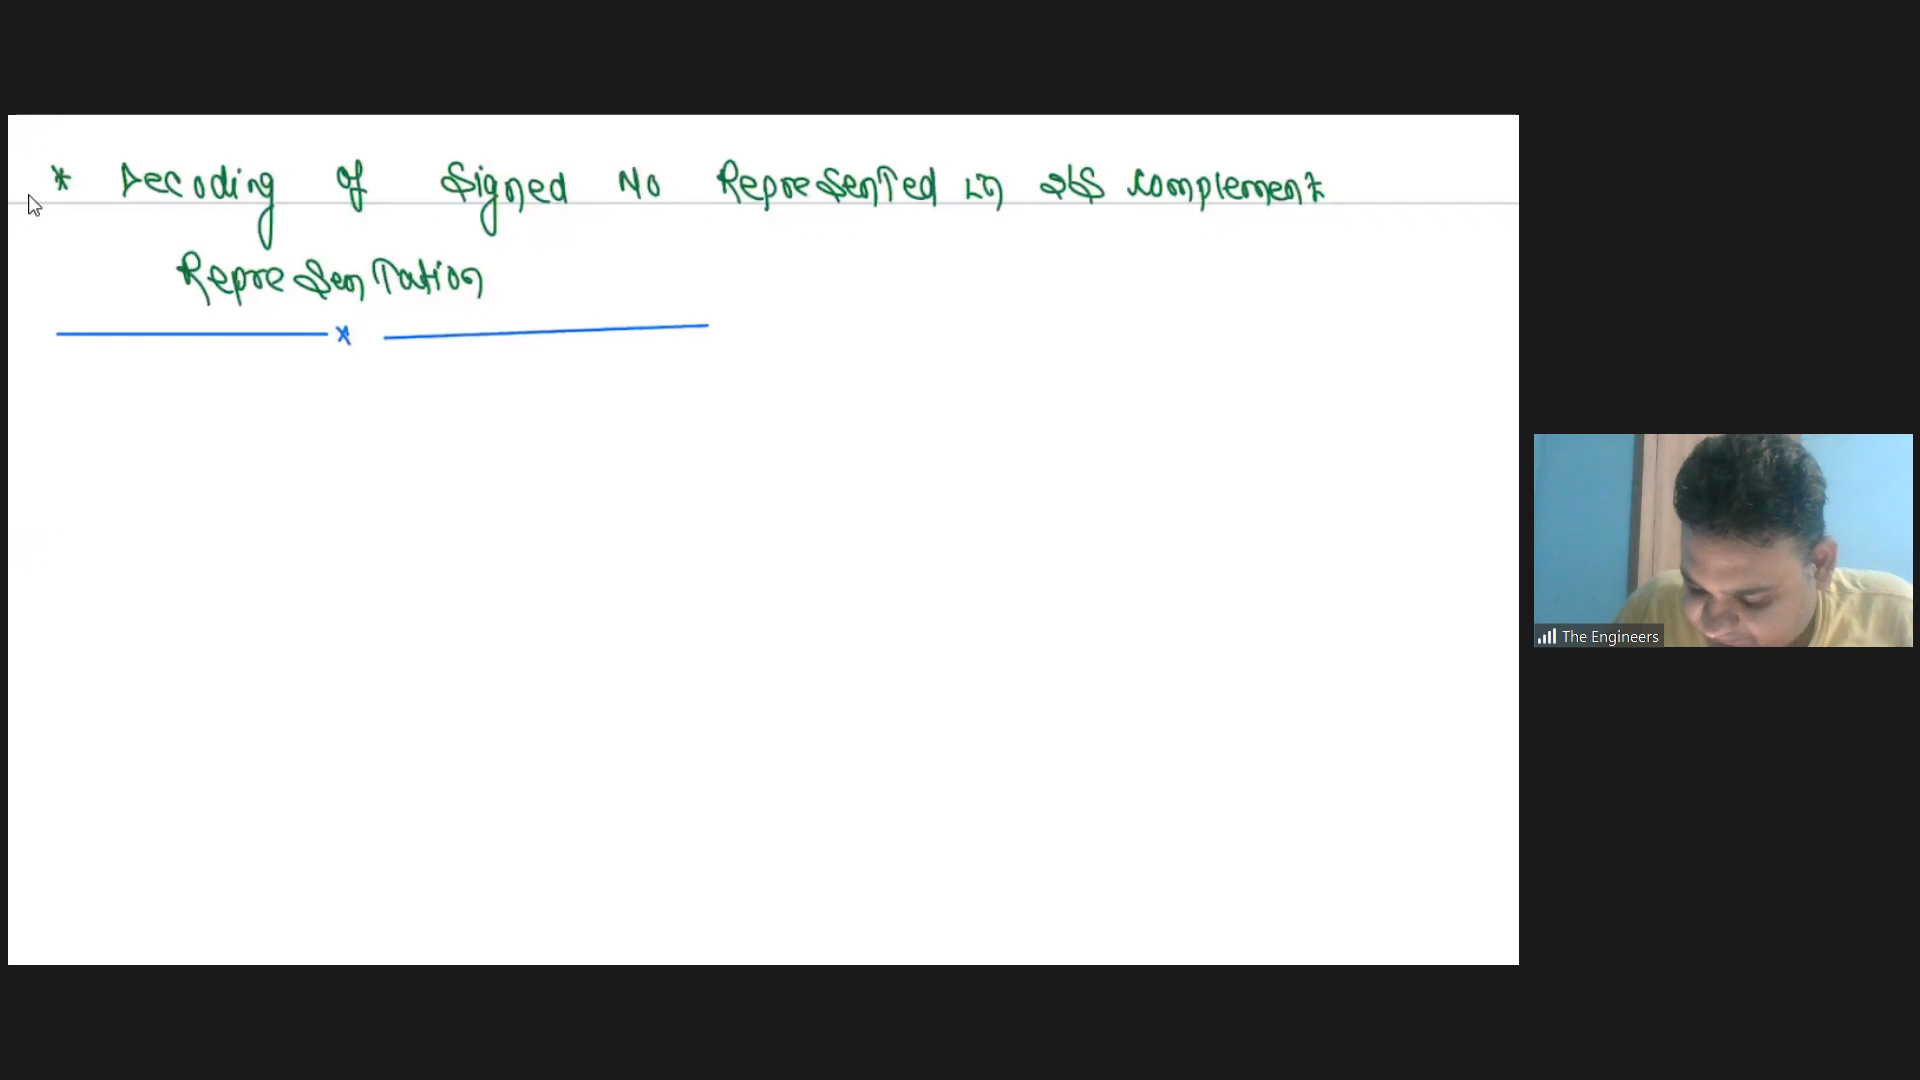 * Decoding of Signed No Represented in 2's complement
Representation
x
The Engineers